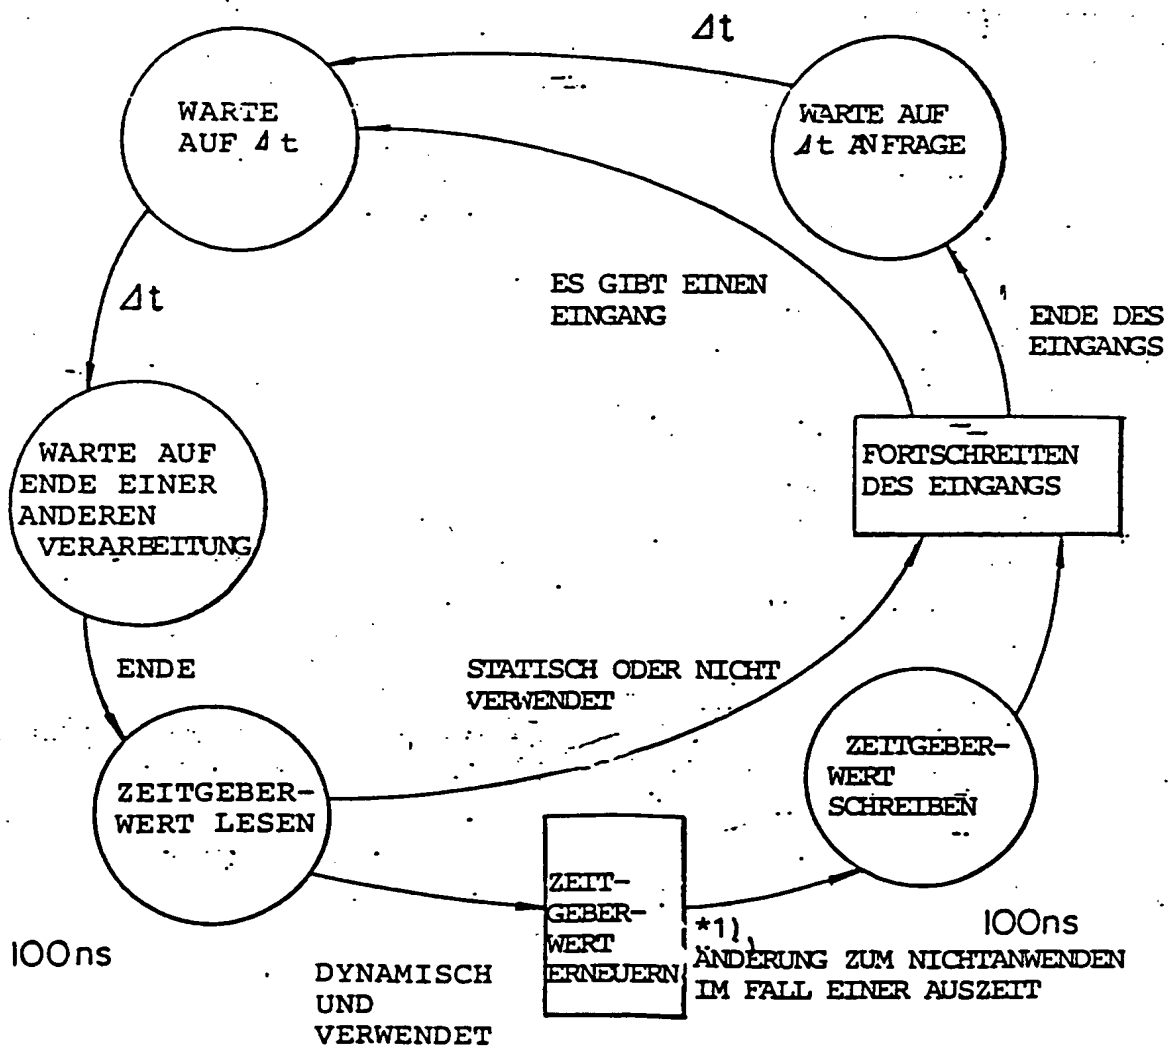 Δt
WARTE
AUF Δt
WARTE AUF
Δt ANFRAGE
ES GIBT EINEN
EINGANG
Δt
ENDE DES
EINGANGS
WARTE AUF
ENDE EINER
ANDEREN
VERARBEITUNG
FORTSCHREITEN
DES EINGANGS
ENDE
STATISCH ODER NICHT
VERWENDET
ZEITGEBER-
WERT
SCHREIBEN
ZEITGEBER-
WERT LESEN
ZEIT-
GEBER-
WERT
ERNEUERN
100ns
100ns
*1)
ÄNDERUNG ZUM NICHTANWENDEN
IM FALL EINER AUSZEIT
DYNAMISCH
UND
VERWENDET